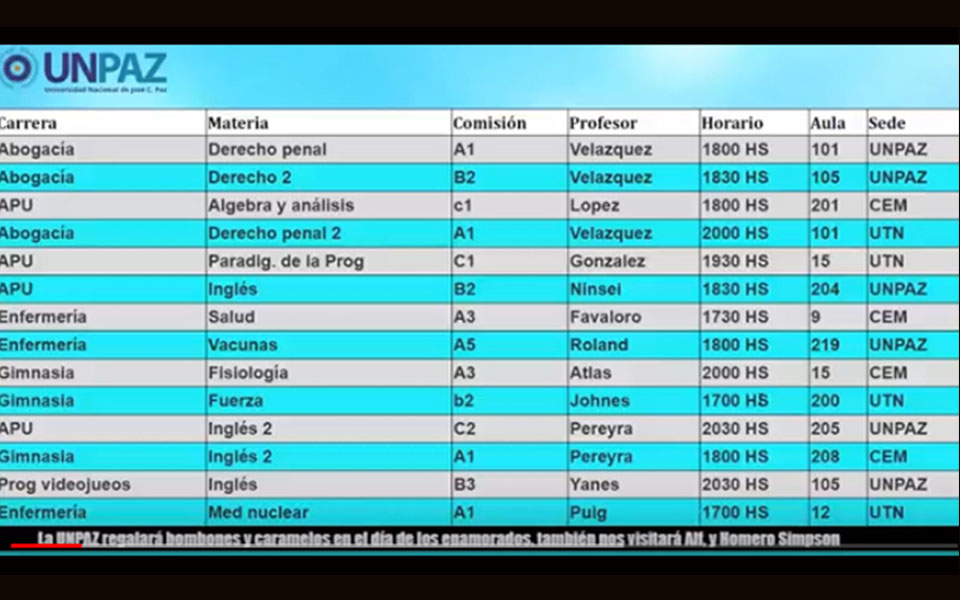 UNPAZ
Universidad Nacional de José C. Paz
Carrera Materia Comisión Profesor Horario Aula Sede
Abogacía Derecho penal A1 Velazquez 1800 HS 101 UNPAZ
Abogacía Derecho 2 B2 Velazquez 1830 HS 105 UNPAZ
APU Algebra y análisis c1 Lopez 1800 HS 201 CEM
Abogacía Derecho penal 2 A1 Velazquez 2000 HS 101 UTN
APU Paradig. de la Prog C1 Gonzalez 1930 HS 15 UTN
APU Inglés B2 Ninsei 1830 HS 204 UNPAZ
Enfermería Salud A3 Favaloro 1730 HS 9 CEM
Enfermería Vacunas A5 Roland 1800 HS 219 UNPAZ
Gimnasia Fisiología A3 Atlas 2000 HS 15 CEM
Gimnasia Fuerza b2 Johnes 1700 HS 200 UTN
APU Inglés 2 C2 Pereyra 2030 HS 205 UNPAZ
Gimnasia Inglés 2 A1 Pereyra 1800 HS 208 CEM
Prog videojueos Inglés B3 Yanes 2030 HS 105 UNPAZ
Enfermería Med nuclear A1 Puig 1700 HS 12 UTN
La UNPAZ regalará bombones y caramelos en el día de los enamorados, también nos visitará Alf, y Homero Simpson